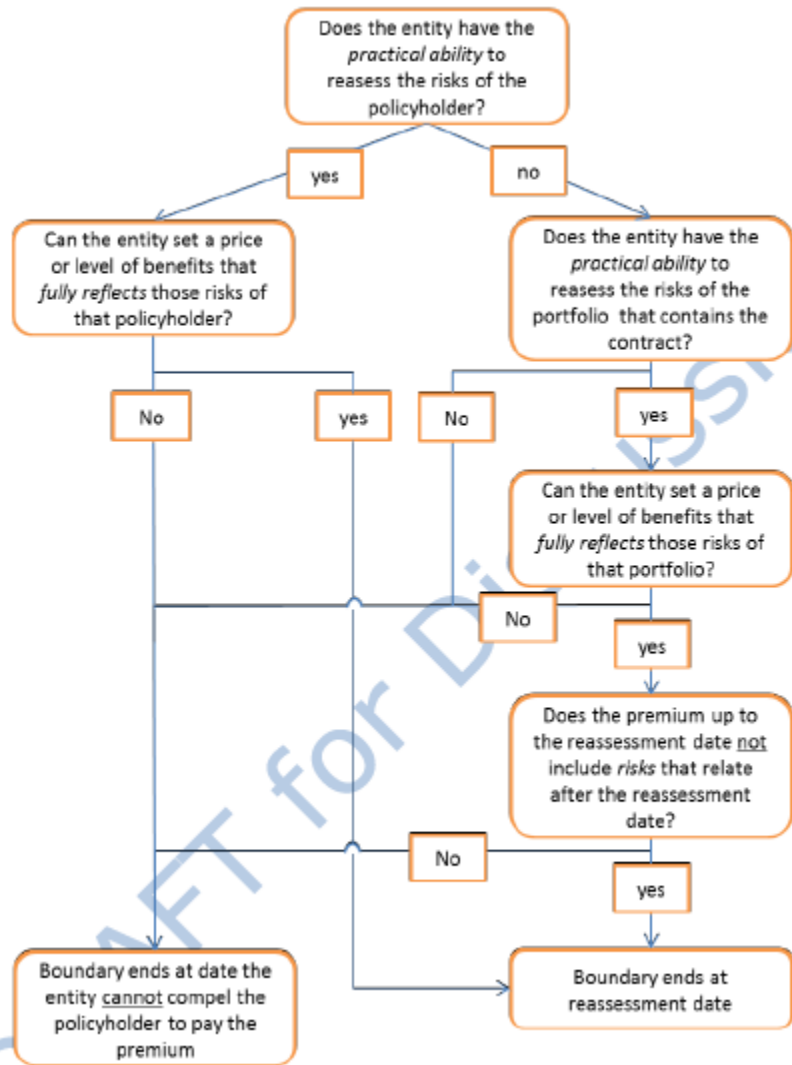 Does the entity have the
practical ability to
reasess the risks of the
policyholder?
yes
no
Can the entity set a price
or level of benefits that
fully reflects those risks of
that policyholder?
Does the entity have the
practical ability to
reasess the risks of the
portfolio that contains the
contract?
No
yes
No
yes
Can the entity set a price
or level of benefits that
fully reflects those risks of
that portfolio?
No
yes
Does the premium up to
the reassessment date not
include risks that relate
after the reassessment
date?
No
yes
Boundary ends at date the
entity cannot compel the
policyholder to pay the
premium
Boundary ends at
reassessment date
AFT for Di